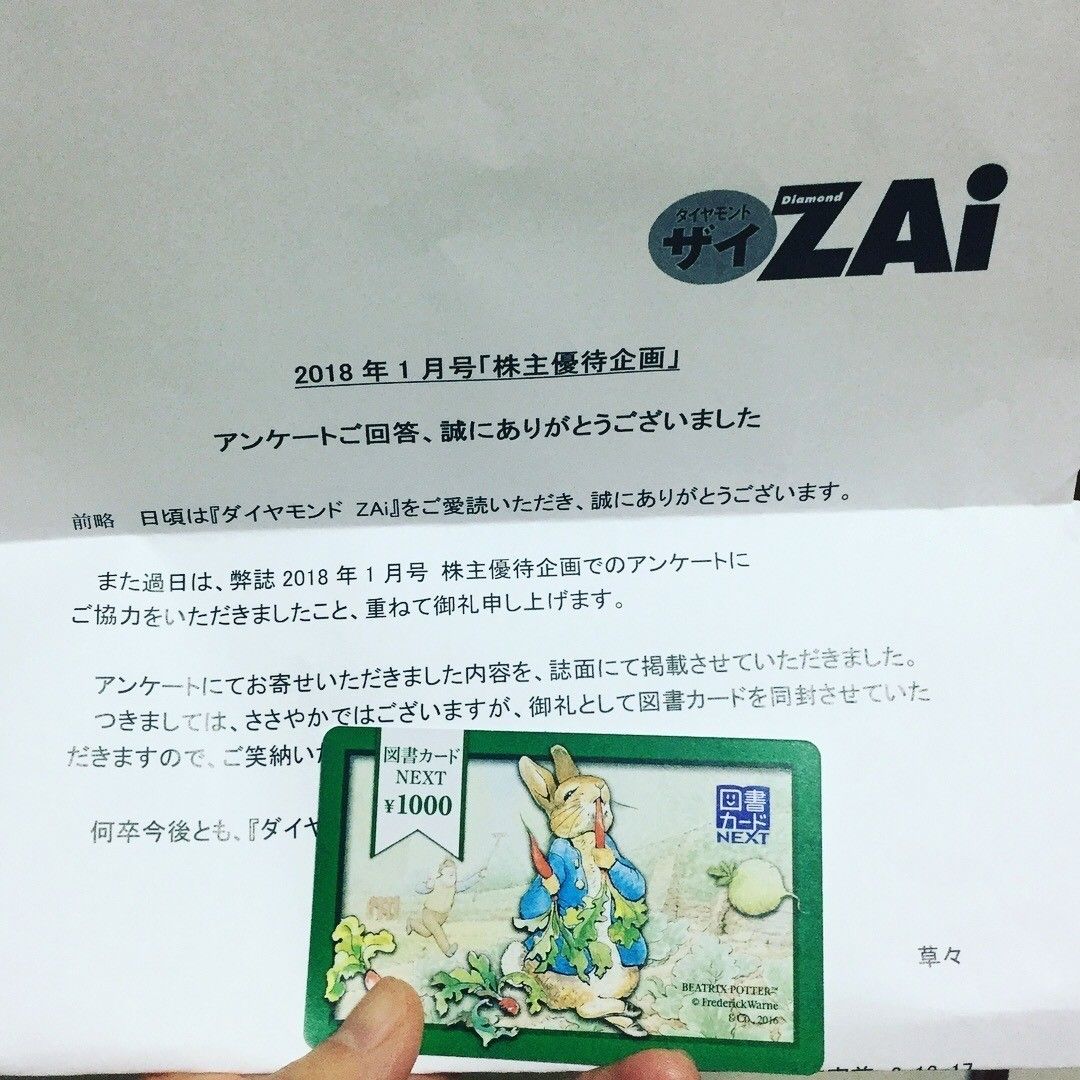 ダイヤモンド
ザイ
Diamond
ZAi
2018 年 1 月号「株主優待企画」
アンケートご回答、誠にありがとうございました
前略　日頃は『ダイヤモンド ZAi』をご愛読いただき、誠にありがとうございます。
また過日は、弊誌 2018 年 1 月号 株主優待企画でのアンケートに
ご協力をいただきましたこと、重ねて御礼申し上げます。
アンケートにてお寄せいただきました内容を、誌面にて掲載させていただきました。
つきましては、ささやかではございますが、御礼として図書カードを同封させていた
だきますので、ご笑納い
何卒今後とも、『ダイヤ
草々
図書カード
NEXT
¥1000
図書
カード
NEXT
BEATRIX POTTER™
© Frederick Warne
& Co., 2016